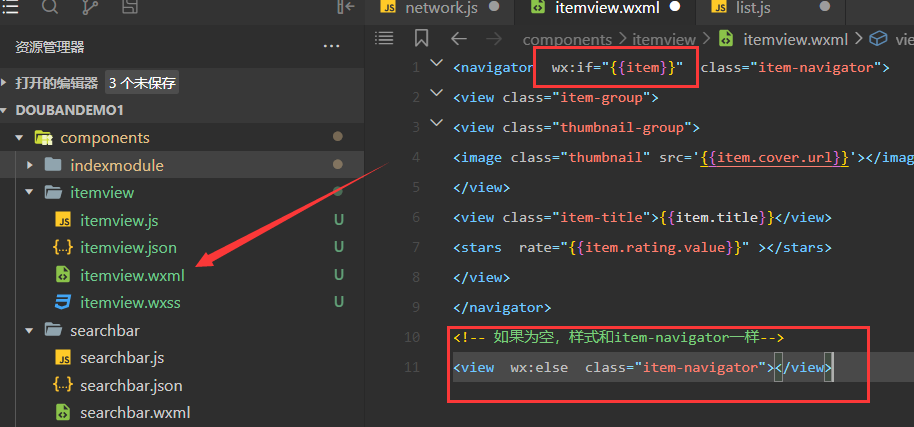 network.js
itemview.wxml
list.js
资源管理器
components
itemview
itemview.wxml
打开的编辑器 3 个未保存
DOUBANDEMO1
components
indexmodule
itemview
itemview.js U
itemview.json U
itemview.wxml U
itemview.wxss U
searchbar
searchbar.js
searchbar.json
searchbar.wxml
1 <navigator  wx:if="{{item}}"  class="item-navigator">
2 <view class="item-group">
3 <view class="thumbnail-group">
4 <image class="thumbnail" src='{{item.cover.url}}'></ima
5 </view>
6 <view class="item-title">{{item.title}}</view>
7 <stars  rate="{{item.rating.value}}" ></stars>
8 </view>
9 </navigator>
10 <!-- 如果为空，样式和item-navigator一样-->
11 <view  wx:else  class="item-navigator"></view>